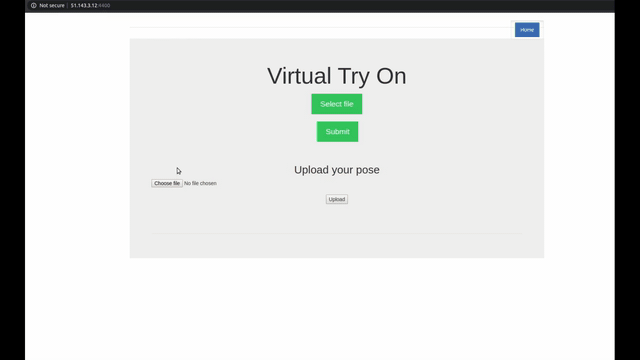 Not secure 51.143.3.12:4400
Home
Virtual Try On
Select file
Submit
Upload your pose
Choose file No file chosen
Upload